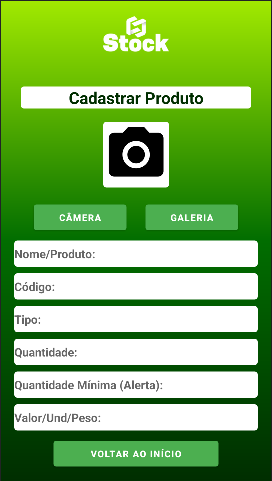 Stock
Cadastrar Produto
CÂMERA
GALERIA
Nome/Produto:
Código:
Tipo:
Quantidade:
Quantidade Mínima (Alerta):
Valor/Und/Peso:
VOLTAR AO INÍCIO